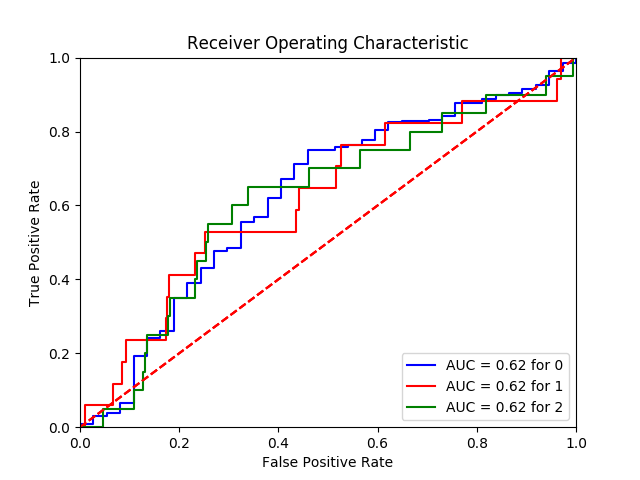 Receiver Operating Characteristic
1.0
0.8
0.6
0.4
0.2
0.0
True Positive Rate
AUC = 0.62 for 0
AUC = 0.62 for 1
AUC = 0.62 for 2
0.0 0.2 0.4 0.6 0.8 1.0
False Positive Rate